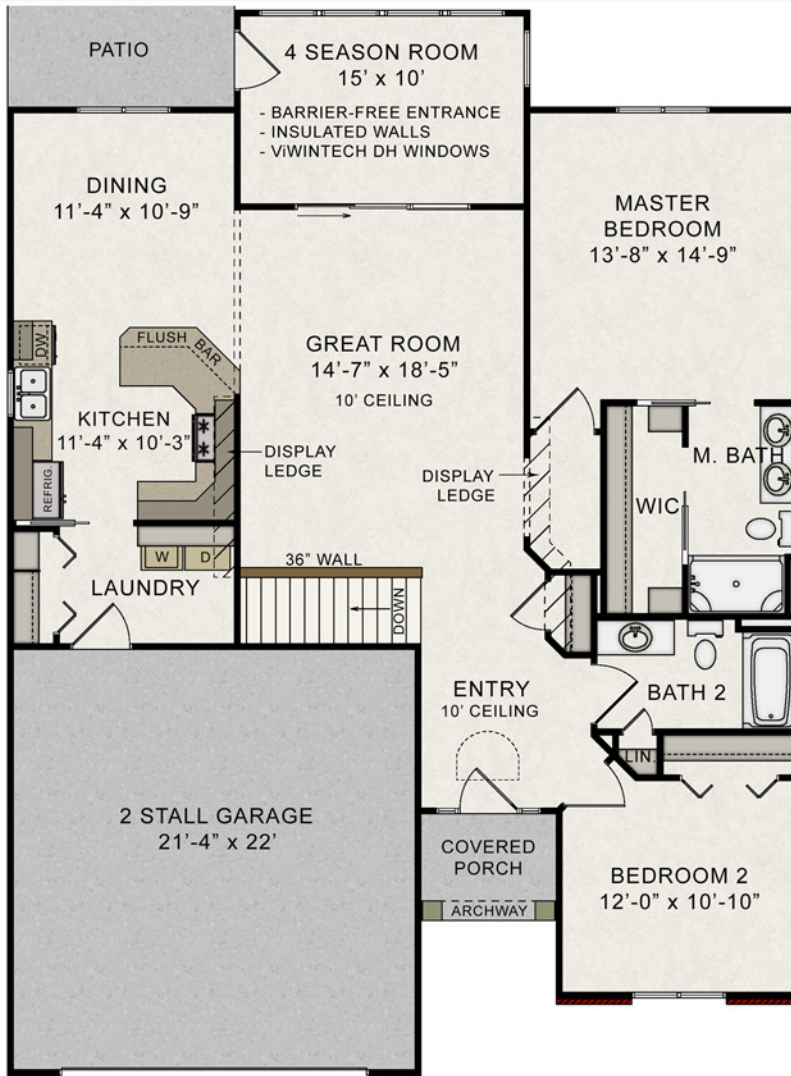 PATIO
4 SEASON ROOM
15' x 10'
- BARRIER-FREE ENTRANCE
- INSULATED WALLS
- ViWINTECH DH WINDOWS
DINING
11'-4” x 10'-9”
MASTER
BEDROOM
13'-8” x 14'-9”
GREAT ROOM
14'-7” x 18'-5”
10' CEILING
DW
FLUSH BAR
KITCHEN
11'-4” x 10'-3”
REFRIG.
DISPLAY
LEDGE
DISPLAY
LEDGE
M. BATH
WIC
W
D
LAUNDRY
36” WALL
DOWN
ENTRY
10' CEILING
BATH 2
LIN.
2 STALL GARAGE
21'-4” x 22'
COVERED
PORCH
ARCHWAY
BEDROOM 2
12'-0” x 10'-10”